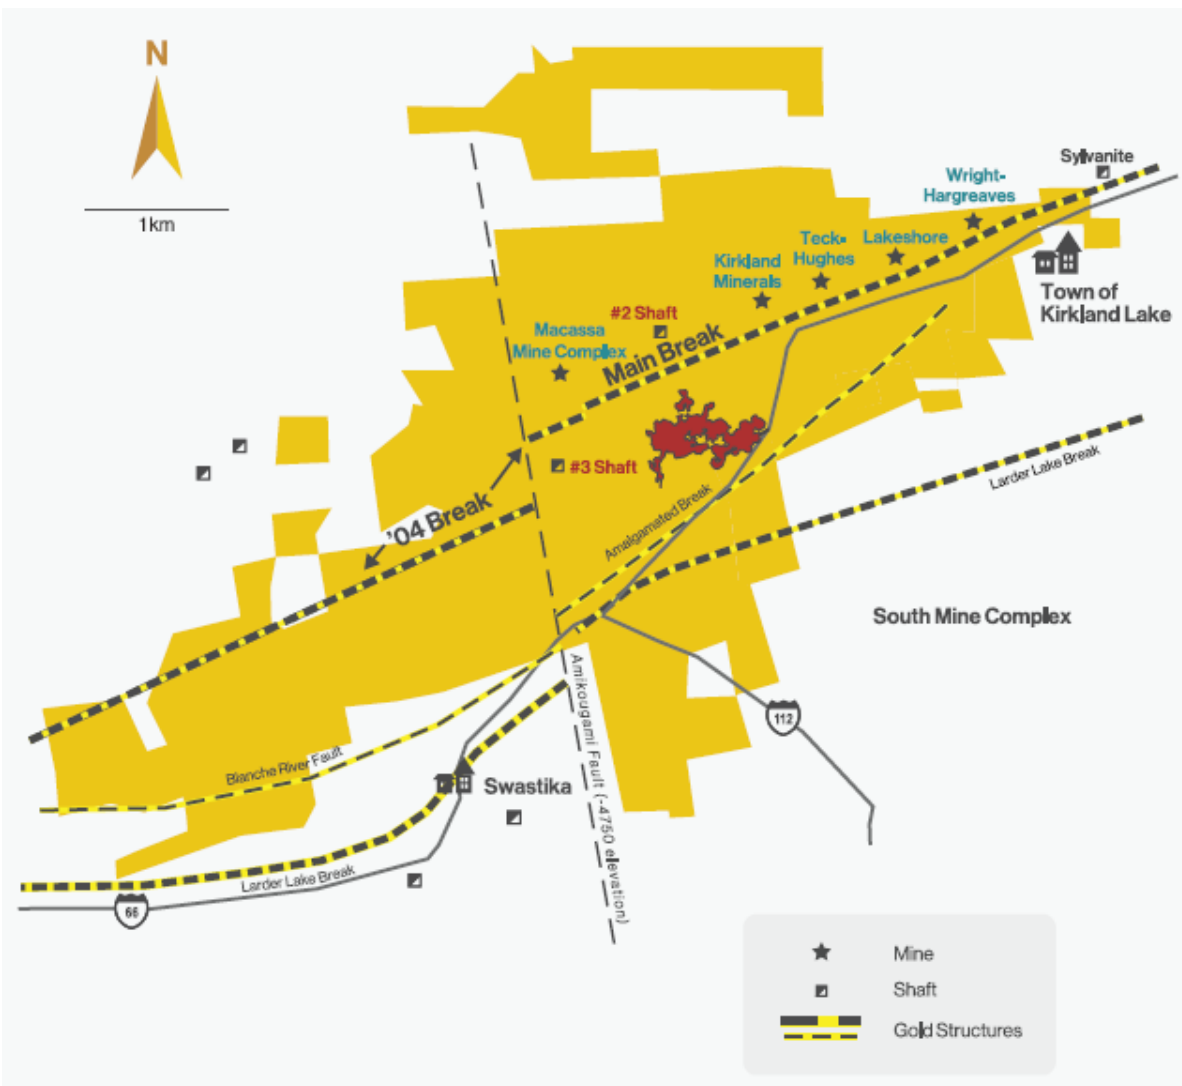 N
1km
Sylvanite
Wright-
Hargreaves
Teck-
Hughes
Lakeshore
Kirkland
Minerals
#2 Shaft
Macassa
Mine Complex
Main Break
Town of
Kirkland Lake
#3 Shaft
'04 Break
Larder Lake Break
Amalgamated Break
South Mine Complex
Amikougami Fault (-4750 elevation)
112
Blanche River Fault
Swastika
Larder Lake Break
66
Mine
Shaft
Gold Structures